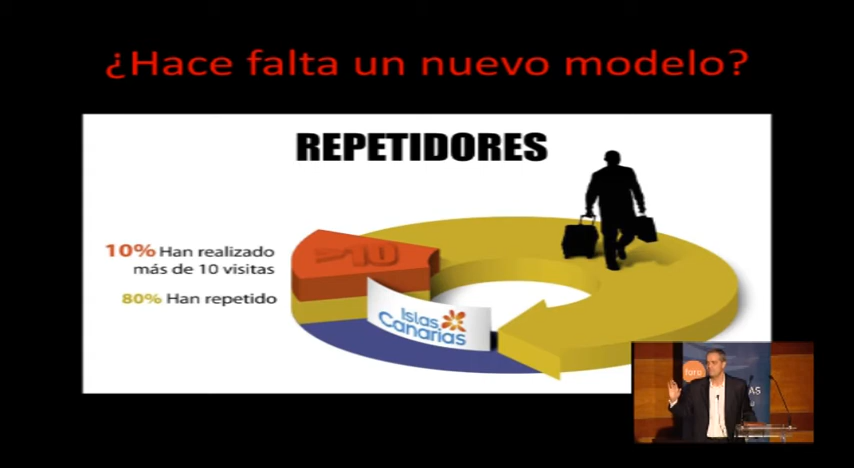 ¿Hace falta un nuevo modelo?
REPETIDORES
10% Han realizado
más de 10 visitas
80% Han repetido
>10
Islas
Canarias
foro